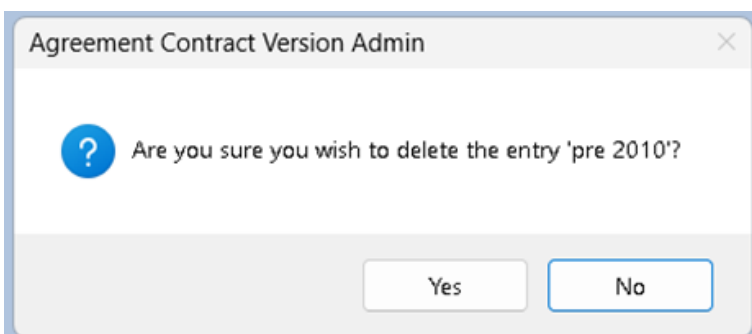 Agreement Contract Version Admin
?
Are you sure you wish to delete the entry 'pre 2010'?
Yes No